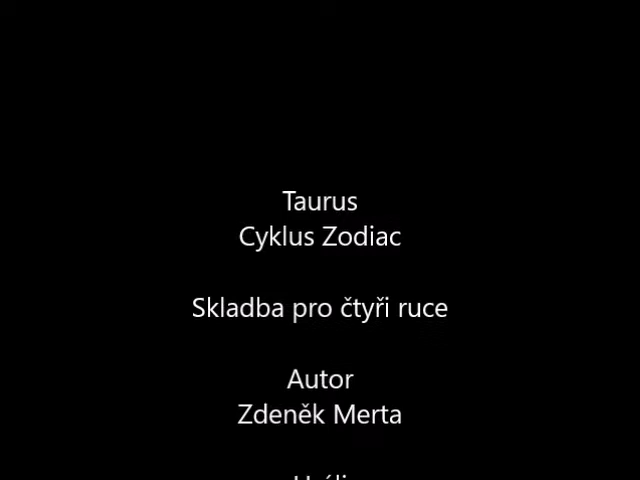 Taurus
Cyklus Zodiac
Skladba pro čtyři ruce
Autor
Zdeněk Merta